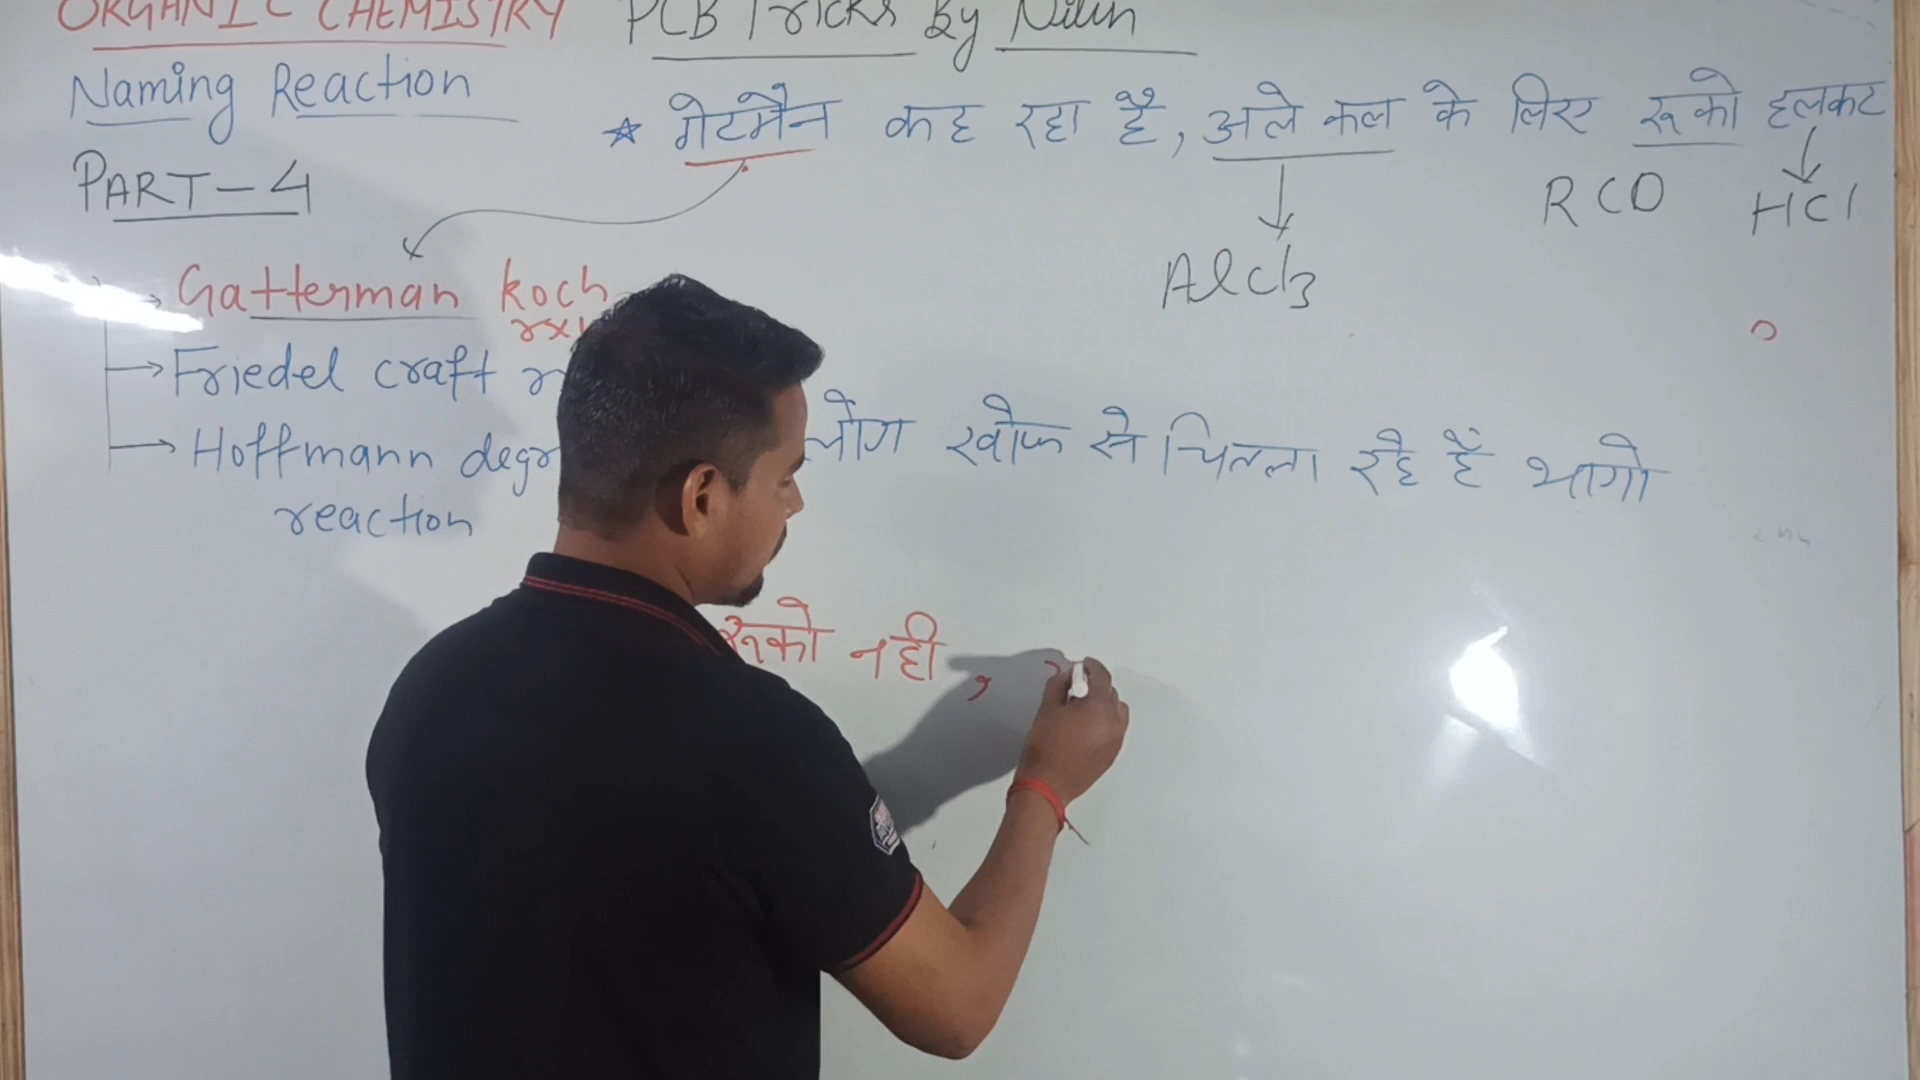 ORGANIC CHEMISTRY PCB Tricks By Nitin
Naming Reaction
PART-4
★ गेटमैन कह रहा है, अले कल के लिए रूको हलकट
RCO HCl
AlCl3
Gatterman koch
Friedel craft
Hoffmann
reaction
लोग खौफ से चिल्ला रहे हैं भागो
रूको नही ,